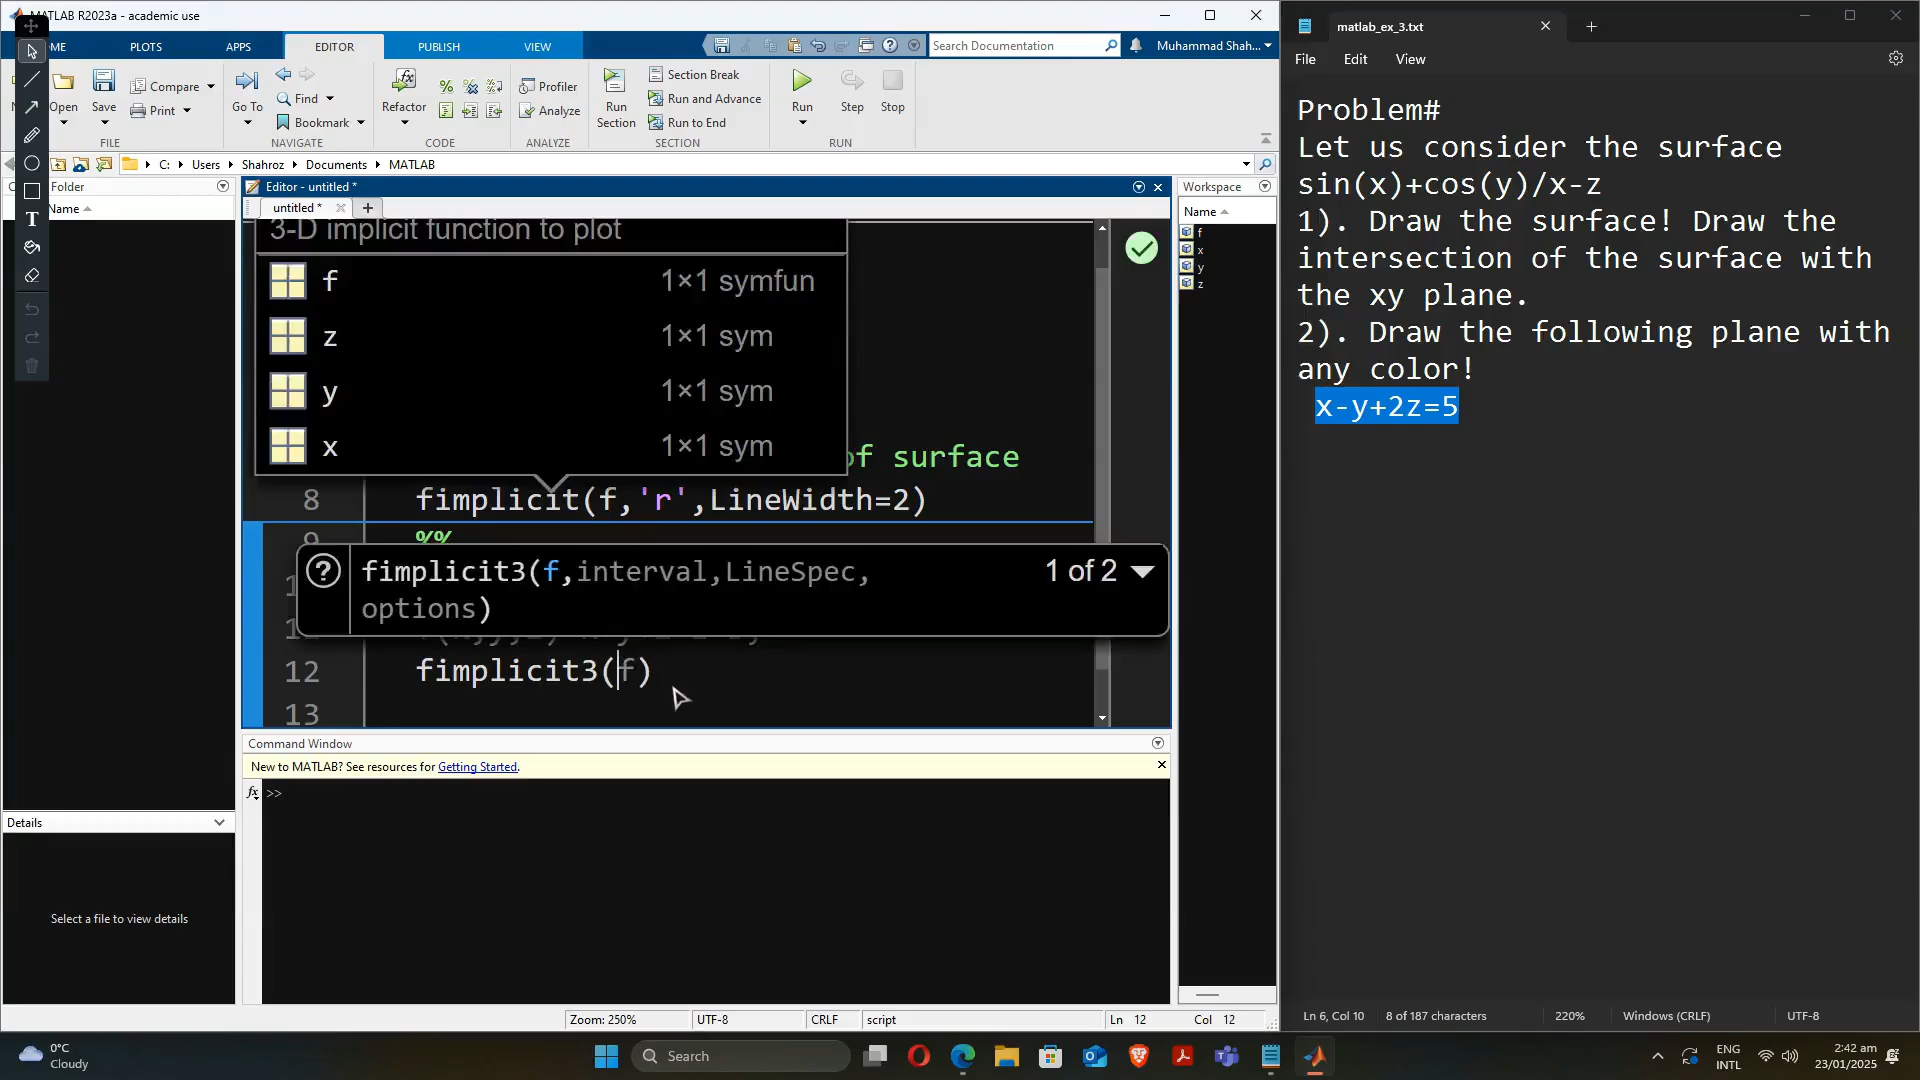 MATLAB R2023a - academic use
OME
PLOTS
APPS
EDITOR
PUBLISH
VIEW
Search Documentation
Muhammad Shah...
Open
Save
Compare
Print
Go To
Find
Bookmark
Refactor
Profiler
Analyze
Run
Section
Section Break
Run and Advance
Run to End
Run
Step
Stop
FILE
NAVIGATE
CODE
ANALYZE
SECTION
RUN
C:
Users
Shahroz
Documents
MATLAB
Folder
Name
Editor - untitled *
untitled *
3-D implicit function to plot
f 1×1 symfun
z 1×1 sym
y 1×1 sym
x 1×1 sym
of surface
8 fimplicit(f,'r',LineWidth=2)
9 %%
fimplicit3(f,interval,LineSpec,
options)
1 of 2
12 fimplicit3(f)
13
Workspace
Name
f
x
y
z
Command Window
New to MATLAB? See resources for Getting Started.
fx >>
Details
Select a file to view details
Zoom: 250%
UTF-8
CRLF
script
Ln 12
Col 12
matlab_ex_3.txt
File
Edit
View
Problem#
Let us consider the surface
sin(x)+cos(y)/x-z
1). Draw the surface! Draw the
intersection of the surface with
the xy plane.
2). Draw the following plane with
any color!
x-y+2z=5
Ln 6, Col 10
8 of 187 characters
220%
Windows (CRLF)
UTF-8
0°C
Cloudy
Search
ENG
INTL
2:42 am
23/01/2025